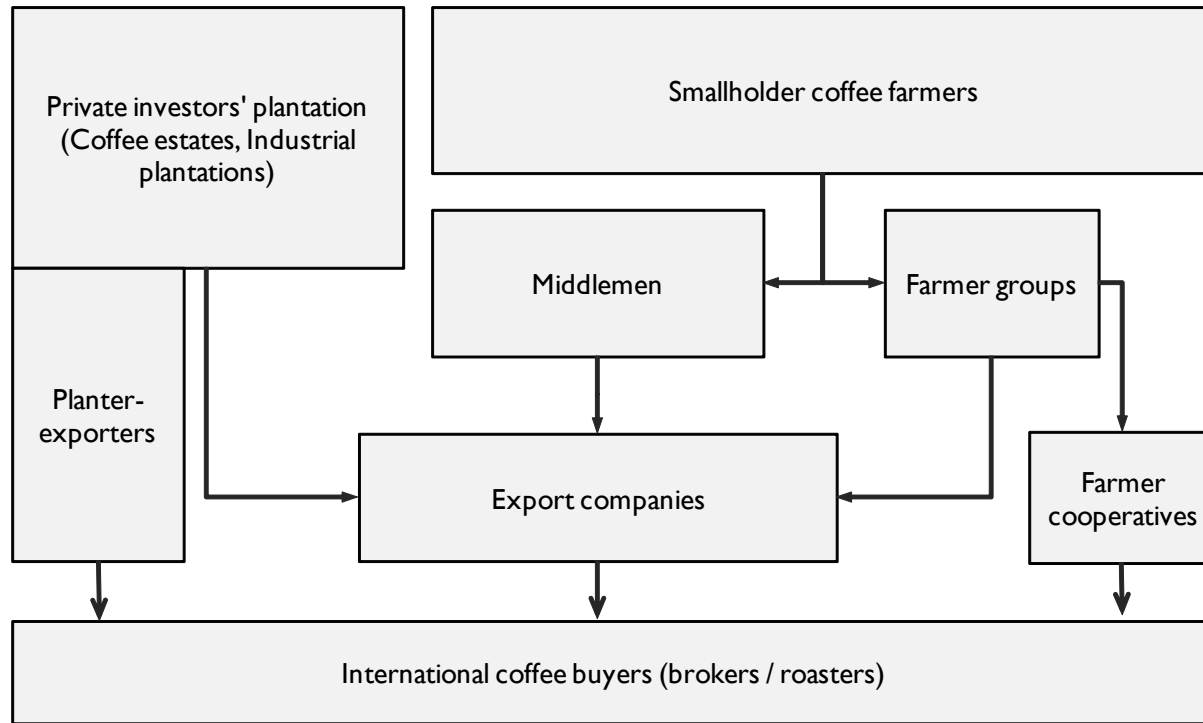 Private investors' plantation
(Coffee estates, Industrial
plantations)
Smallholder coffee farmers
Middlemen
Farmer groups
Planter-
exporters
Export companies
Farmer
cooperatives
International coffee buyers (brokers / roasters)